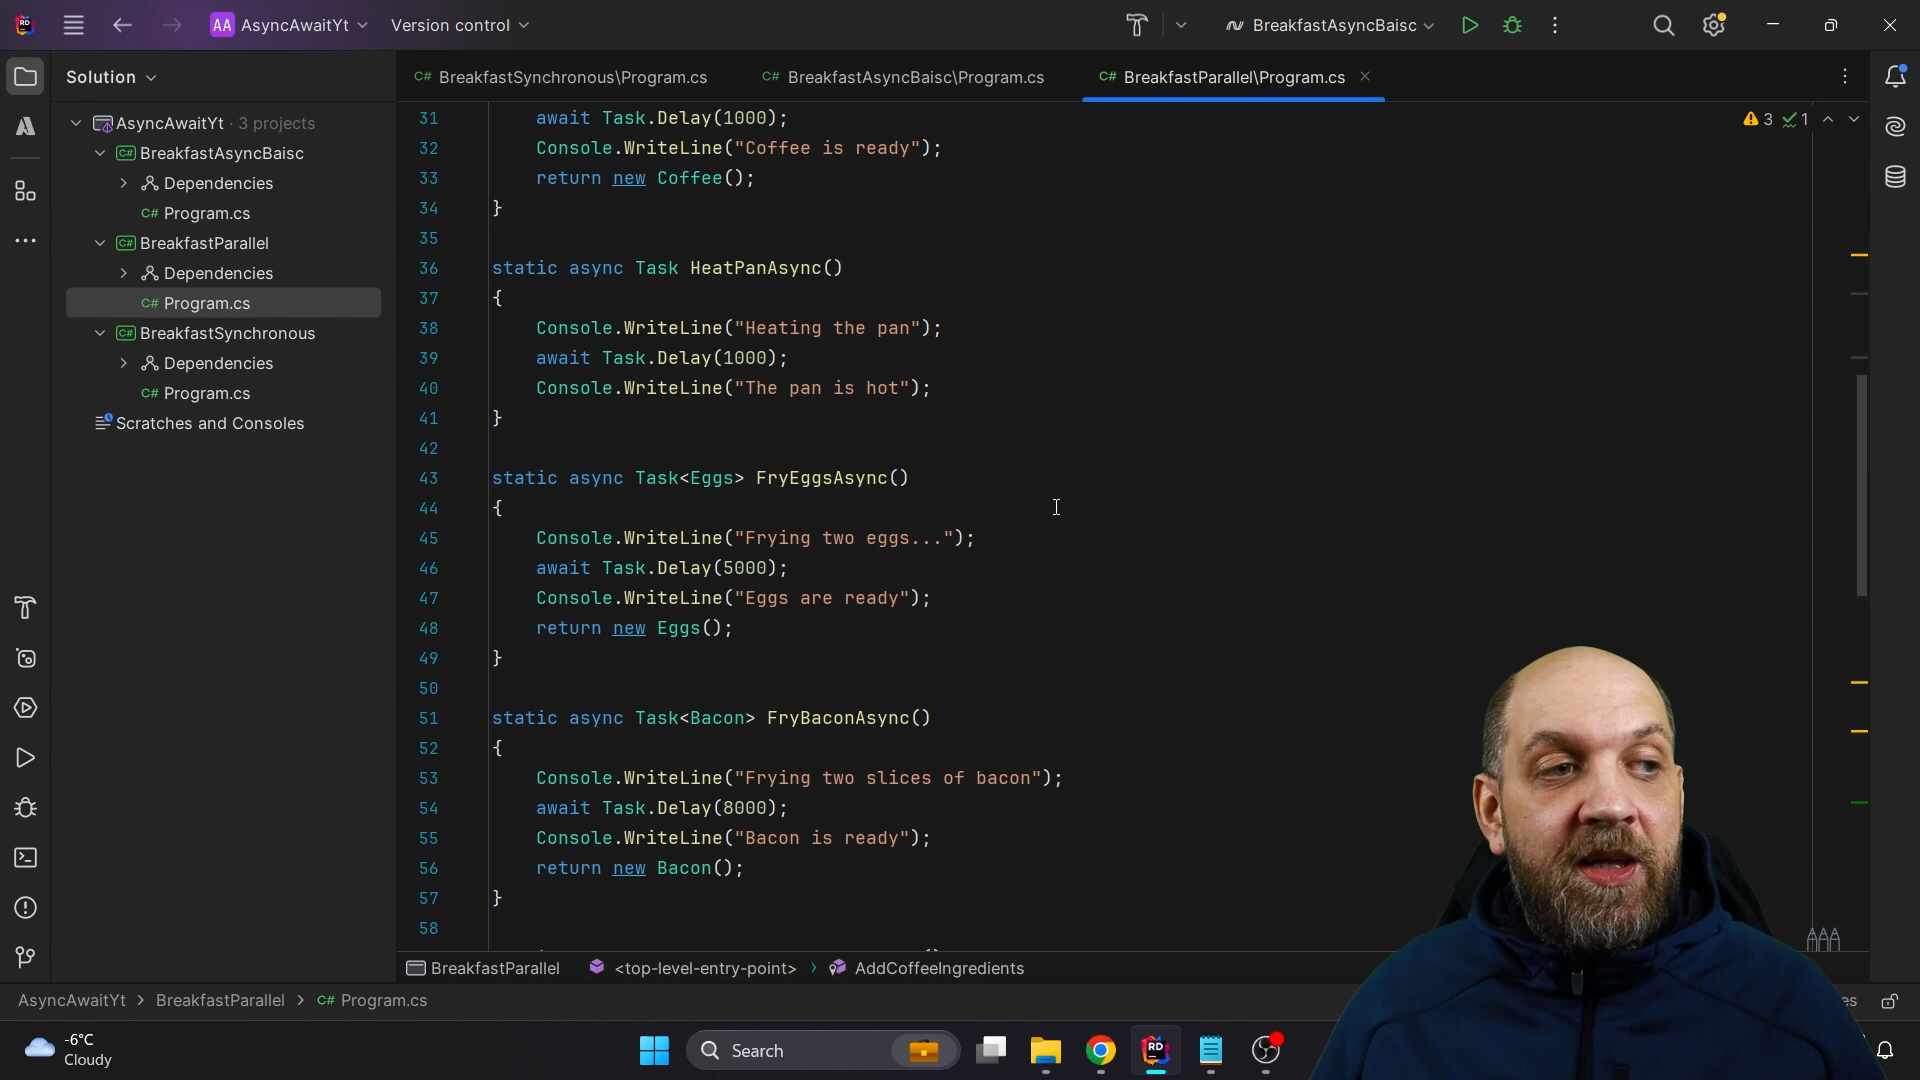 RD
AA AsyncAwaitYt
Version control
BreakfastAsyncBaisc
Solution
C# BreakfastSynchronous\Program.cs
C# BreakfastAsyncBaisc\Program.cs
C# BreakfastParallel\Program.cs
AsyncAwaitYt · 3 projects
C# BreakfastAsyncBaisc
Dependencies
C# Program.cs
C# BreakfastParallel
Dependencies
C# Program.cs
C# BreakfastSynchronous
Dependencies
C# Program.cs
Scratches and Consoles
3 1
31 await Task.Delay(1000);
32 Console.WriteLine("Coffee is ready");
33 return new Coffee();
34 }
35
36 static async Task HeatPanAsync()
37 {
38 Console.WriteLine("Heating the pan");
39 await Task.Delay(1000);
40 Console.WriteLine("The pan is hot");
41 }
42
43 static async Task<Eggs> FryEggsAsync()
44 {
45 Console.WriteLine("Frying two eggs...");
46 await Task.Delay(5000);
47 Console.WriteLine("Eggs are ready");
48 return new Eggs();
49 }
50
51 static async Task<Bacon> FryBaconAsync()
52 {
53 Console.WriteLine("Frying two slices of bacon");
54 await Task.Delay(8000);
55 Console.WriteLine("Bacon is ready");
56 return new Bacon();
57 }
58
BreakfastParallel <top-level-entry-point> › AddCoffeeIngredients
AsyncAwaitYt > BreakfastParallel > C# Program.cs
-6°C
Cloudy
Search
RD